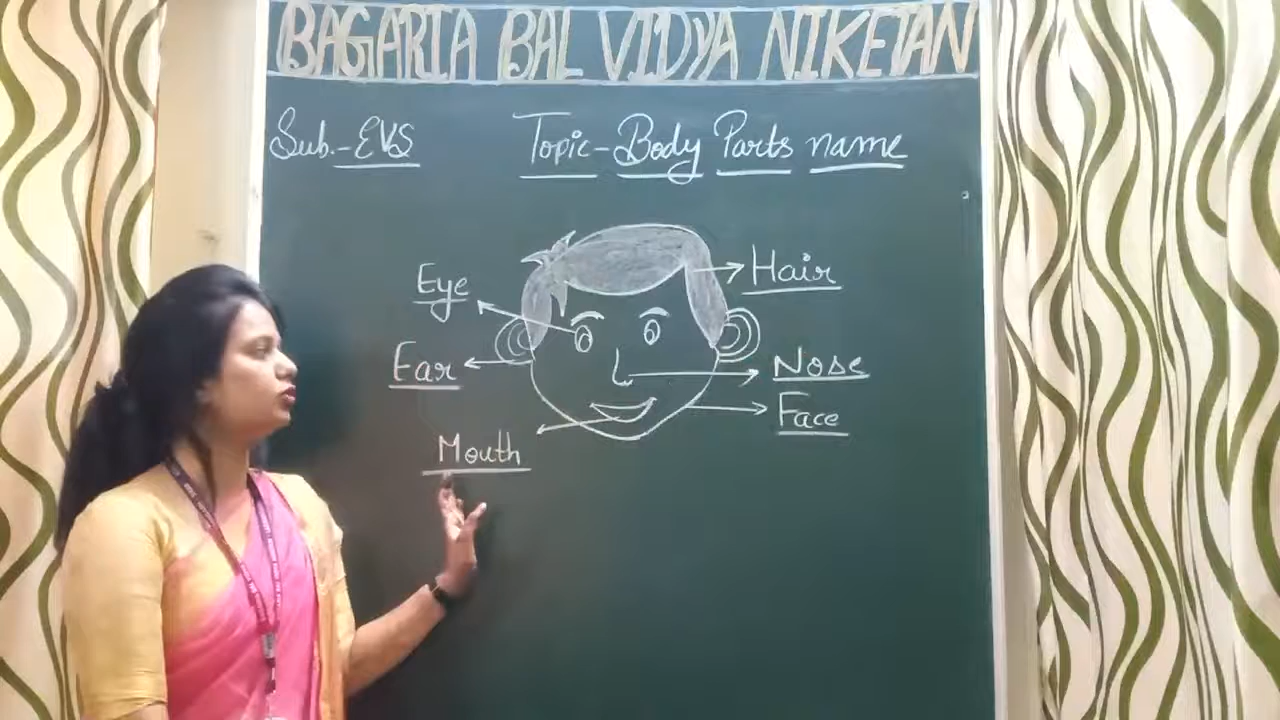 BAGARIA BAL VIDYA NIKETAN
Sub.-EVS
Topic-Body Parts name
Eye
Hair
Ear
Nose
Face
Mouth